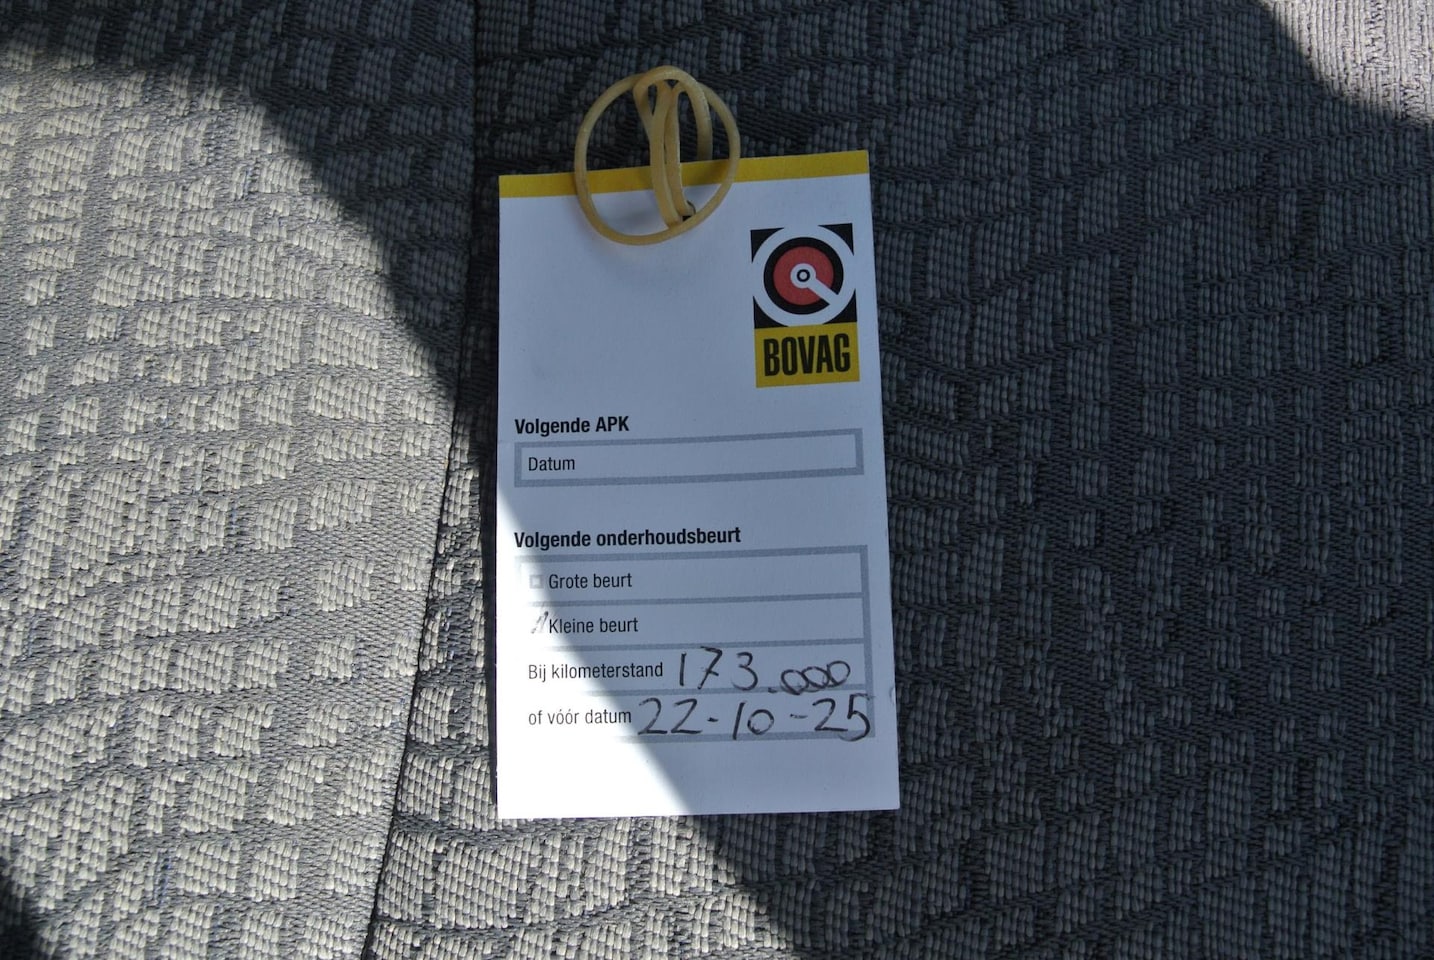 BOVAG
Volgende APK
Datum
Volgende onderhoudsbeurt
Grote beurt
Kleine beurt
Bij kilometerstand 173.000
of vóór datum 22-10-25